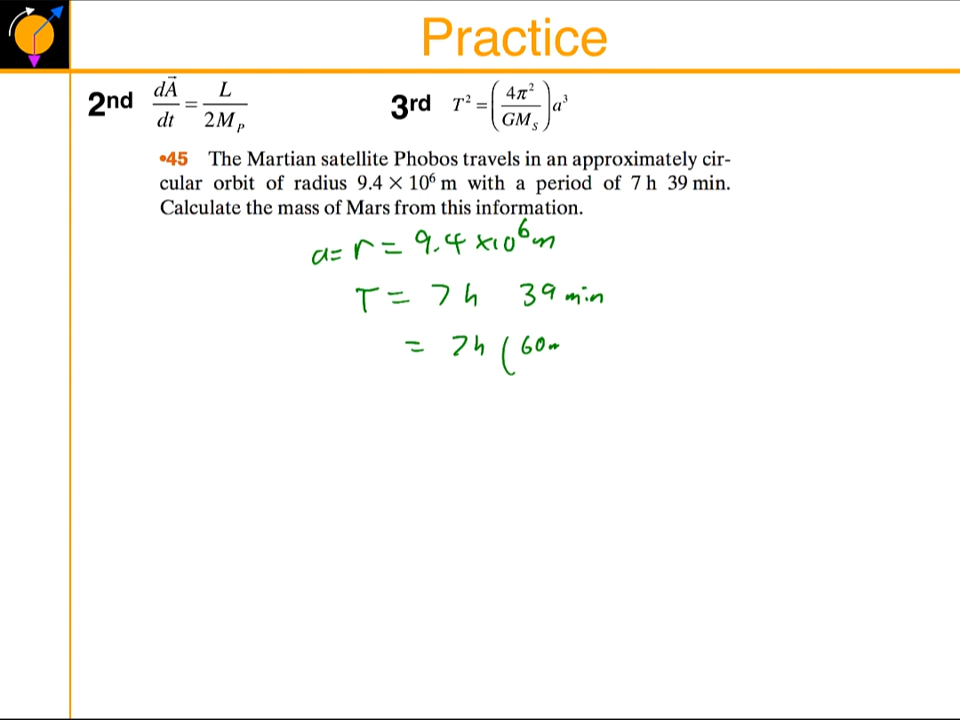 Practice
2nd dA⃗/dt = L/2M_P 3rd T² = (4π²/GM_S) a³
•45 The Martian satellite Phobos travels in an approximately cir-
cular orbit of radius 9.4 × 10⁶ m with a period of 7 h 39 min.
Calculate the mass of Mars from this information.
a = r = 9.4 × 10⁶ m
T = 7 h 39 min
= 7h ( 60m